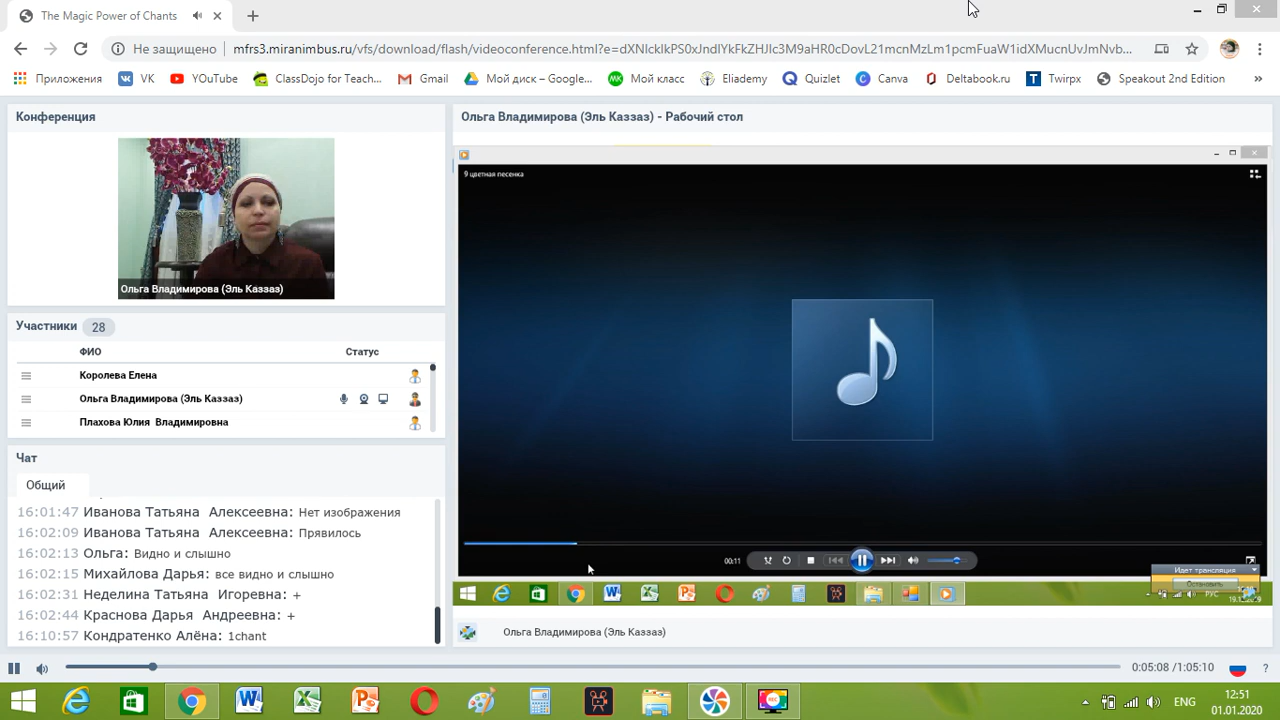 The Magic Power of Chants
Не защищено mfrs3.miranimbus.ru/vfs/download/flash/videoconference.html?e=dXNlcklkPS0xJndlYkFkZHJlc3M9aHR0cDovL21mcnMzLm1pcmFuaW1idXMucnUvJmNvb...
Приложения VK YOuTube ClassDojo for Teach... Gmail Мой диск – Google... Мой класс Eliademy Quizlet Canva Deltabook.ru Twirpx Speakout 2nd Edition »
Конференция
Ольга Владимирова (Эль Каззаз)
Участники 28
ФИО Статус
Королева Елена
Ольга Владимирова (Эль Каззаз)
Плахова Юлия Владимировна
Чат
Общий
16:01:47 Иванова Татьяна Алексеевна: Нет изображения
16:02:09 Иванова Татьяна Алексеевна: Прявилось
16:02:13 Ольга: Видно и слышно
16:02:15 Михайлова Дарья: все видно и слышно
16:02:31 Неделина Татьяна Игоревна: +
16:02:44 Краснова Дарья Андреевна: +
16:10:57 Кондратенко Алёна: 1chant
Ольга Владимирова (Эль Каззаз) - Рабочий стол
9 цветная песенка
00:11
Идет трансляция
Остановить
РУС
Ольга Владимирова (Эль Каззаз)
0:05:08 / 1:05:10 ?
ENG 12:51
01.01.2020